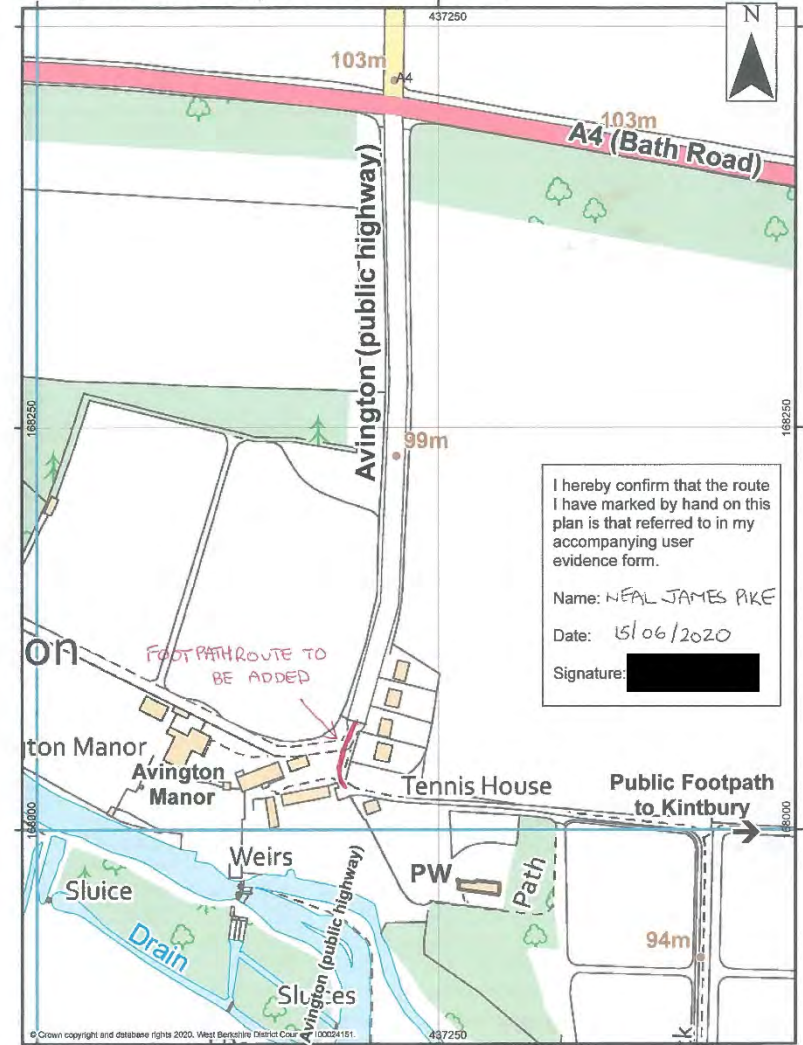 437250
N
103m
A4
103m
A4 (Bath Road)
Avington (public highway)
168250
168250
99m
I hereby confirm that the route
I have marked by hand on this
plan is that referred to in my
accompanying user
evidence form.
Name: NEAL JAMES PIKE
Date: 15/06/2020
Signature:
on
FOOTPATH ROUTE TO
BE ADDED
gton Manor
Avington
Manor
Tennis House
Public Footpath
to Kintbury
168000
68000
Weirs
PW
Path
Sluice
Drain
Avington (public highway)
94m
Sluices
437250
© Crown copyright and database rights 2020. West Berkshire District Cour 100024151.